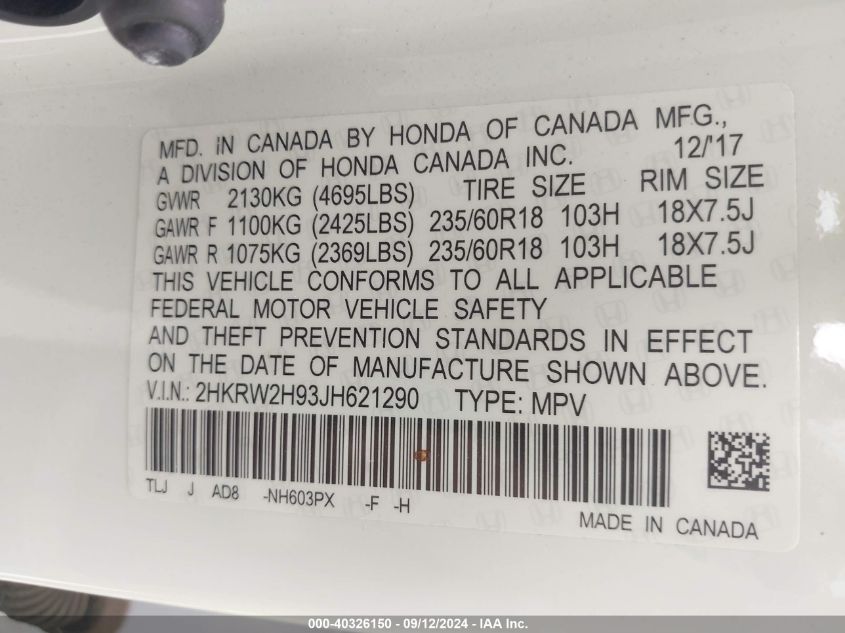 MFD. IN CANADA BY HONDA OF CANADA MFG.,
A DIVISION OF HONDA CANADA INC. 12/'17
GVWR 2130KG (4695LBS) TIRE SIZE RIM SIZE
GAWR F 1100KG (2425LBS) 235/60R18 103H 18X7.5J
GAWR R 1075KG (2369LBS) 235/60R18 103H 18X7.5J
THIS VEHICLE CONFORMS TO ALL APPLICABLE
FEDERAL MOTOR VEHICLE SAFETY
AND THEFT PREVENTION STANDARDS IN EFFECT
ON THE DATE OF MANUFACTURE SHOWN ABOVE.
V.I.N.: 2HKRW2H93JH621290 TYPE: MPV
TLJ J AD8 -NH603PX -F -H
MADE IN CANADA
000-40326150 - 09/12/2024 - IAA Inc.